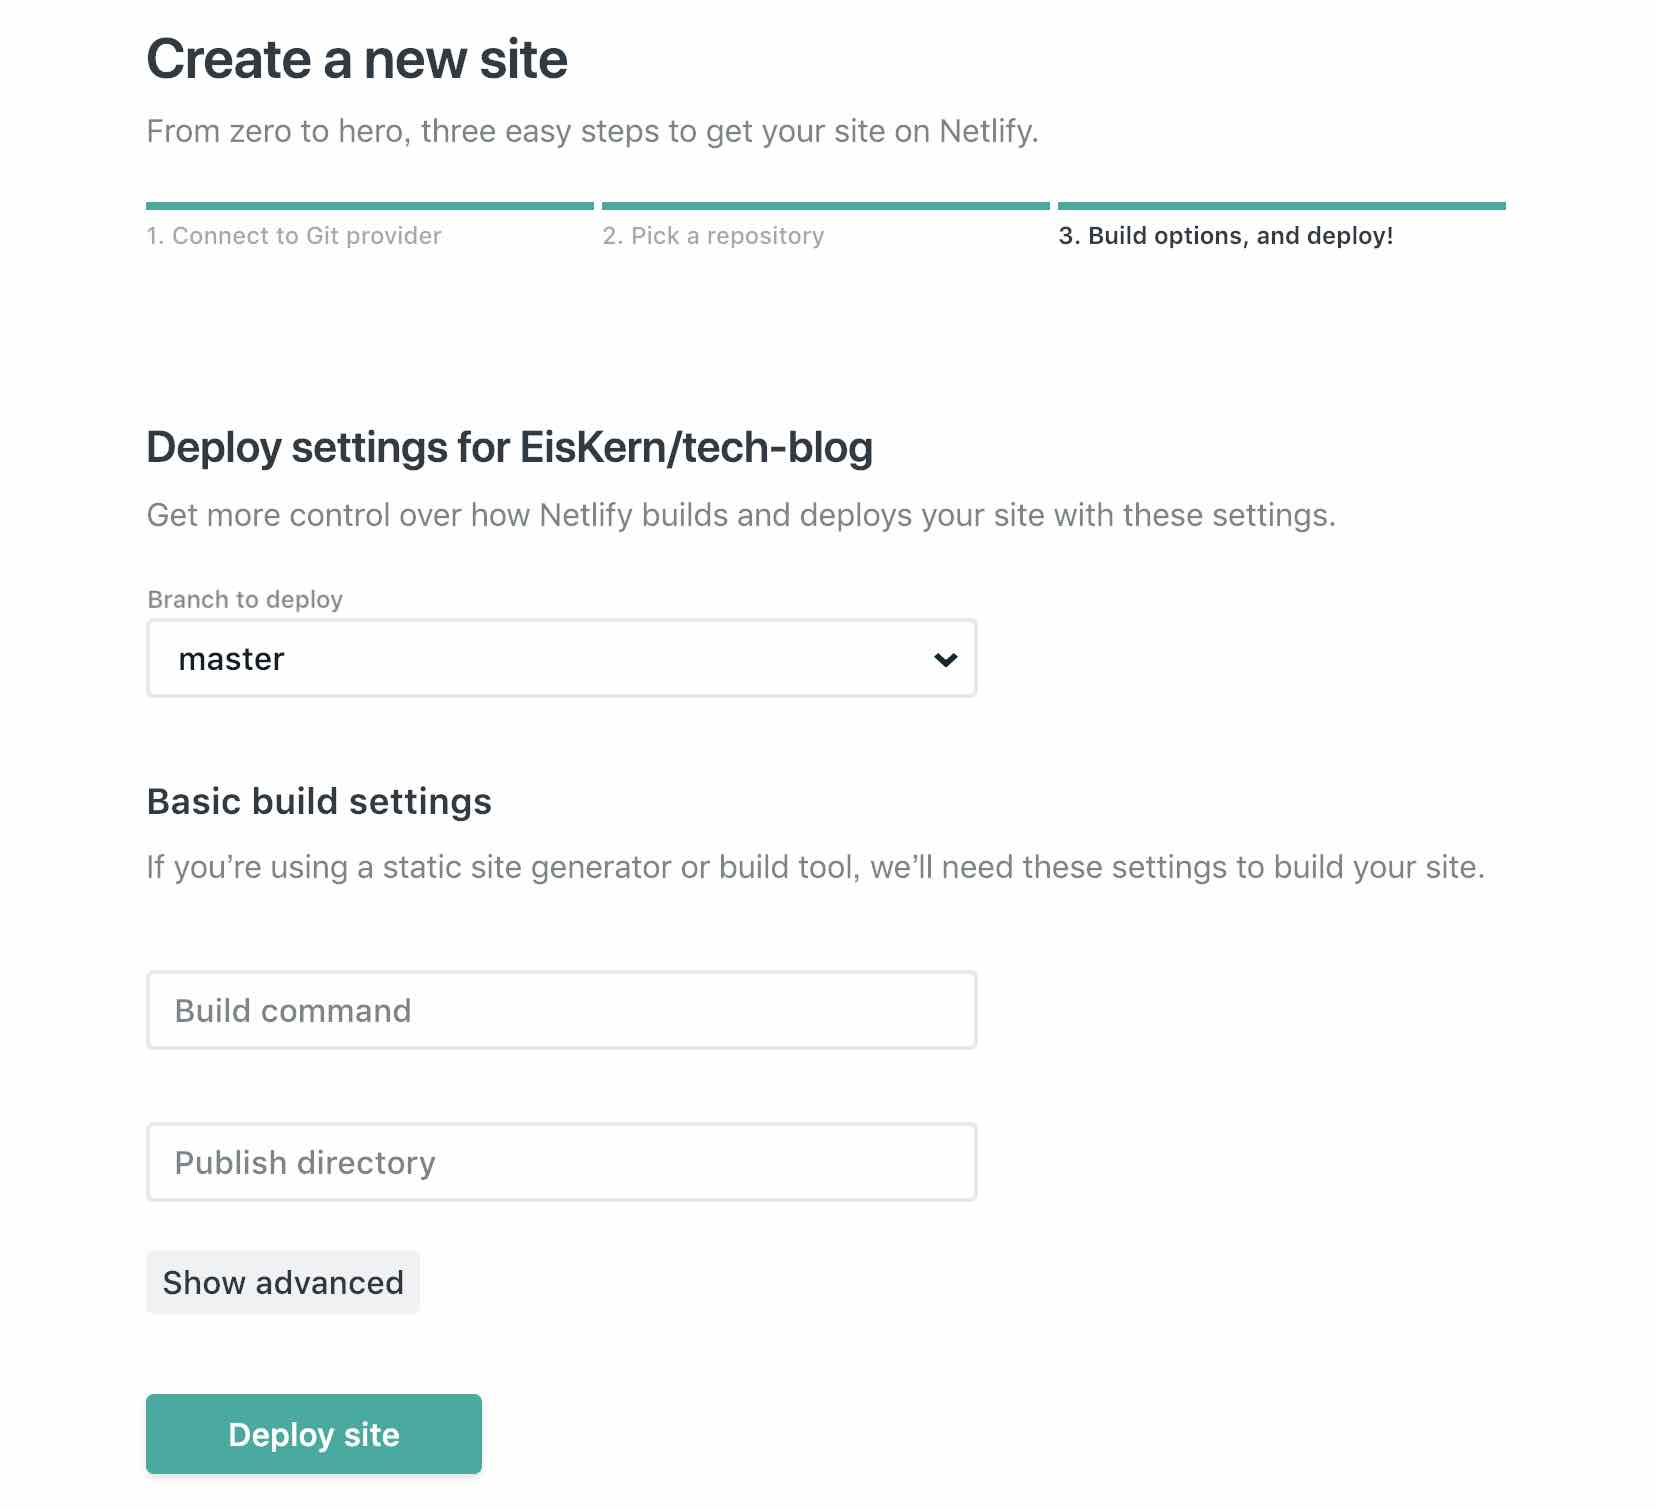 Create a new site
From zero to hero, three easy steps to get your site on Netlify.
1. Connect to Git provider
2. Pick a repository
3. Build options, and deploy!
Deploy settings for EisKern/tech-blog
Get more control over how Netlify builds and deploys your site with these settings.
Branch to deploy
master
Basic build settings
If you’re using a static site generator or build tool, we’ll need these settings to build your site.
Build command
Publish directory
Show advanced
Deploy site